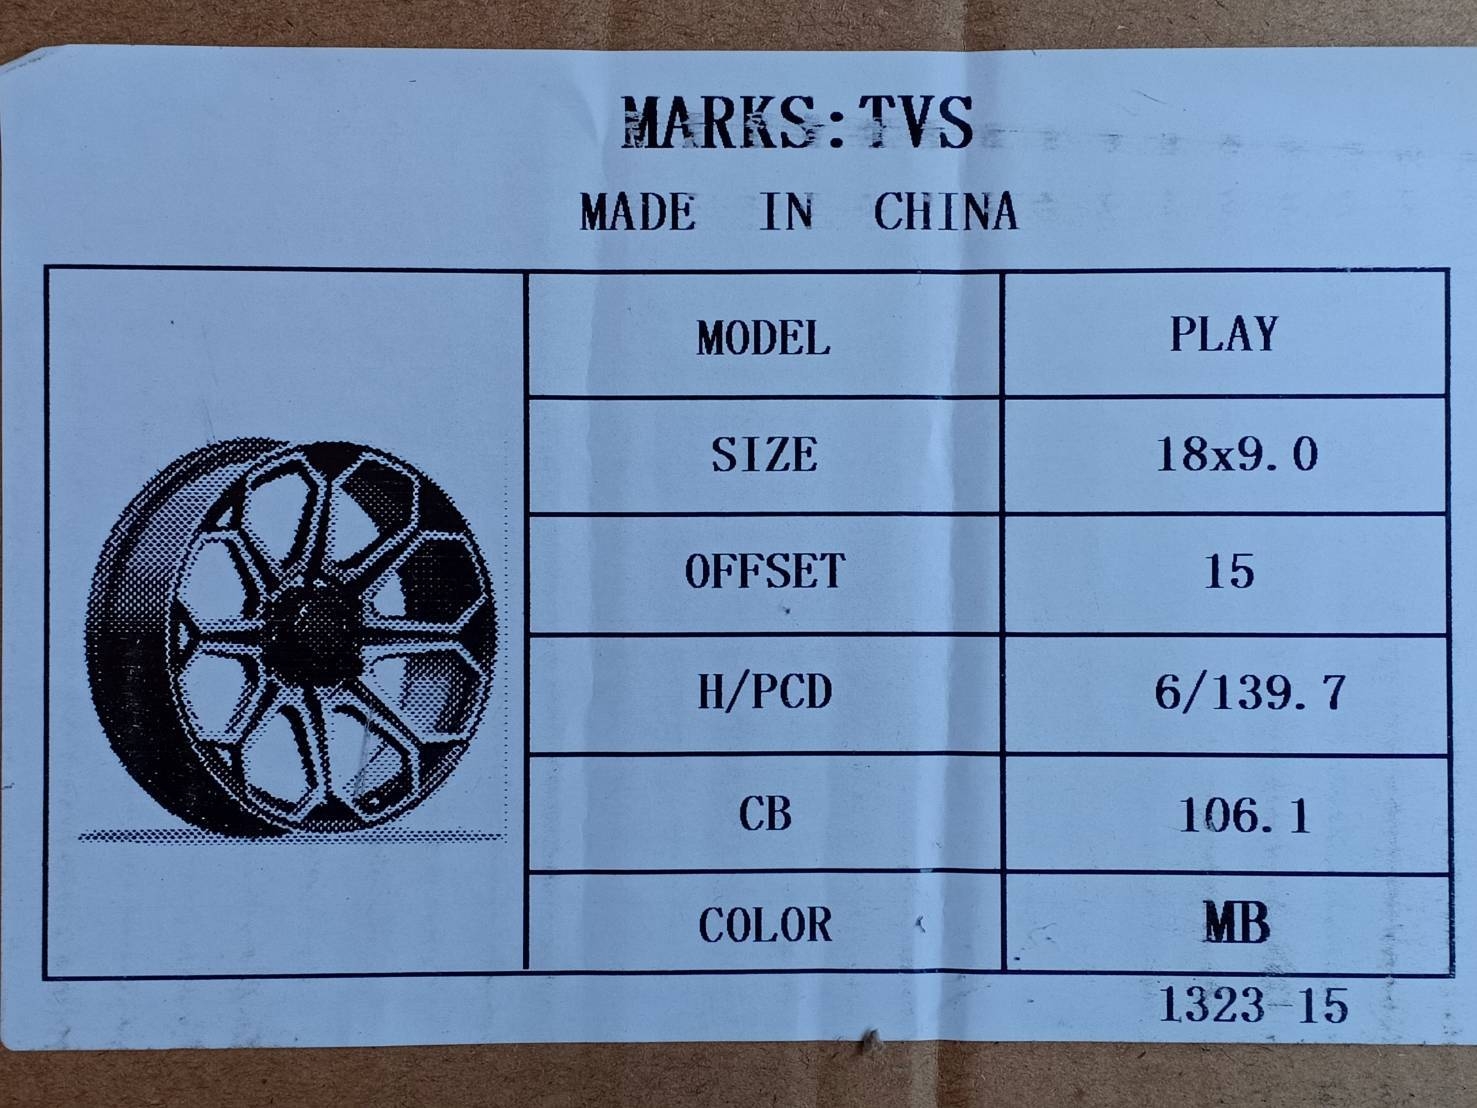 MARKS:TVS
MADE IN CHINA
MODEL PLAY
SIZE 18x9.0
OFFSET 15
H/PCD 6/139.7
CB 106.1
COLOR MB
1323-15